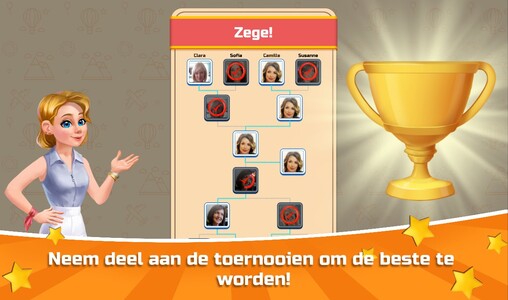 Zege!
Clara Sofia Camilla Susanne
Neem deel aan de toernooien om de beste te
worden!